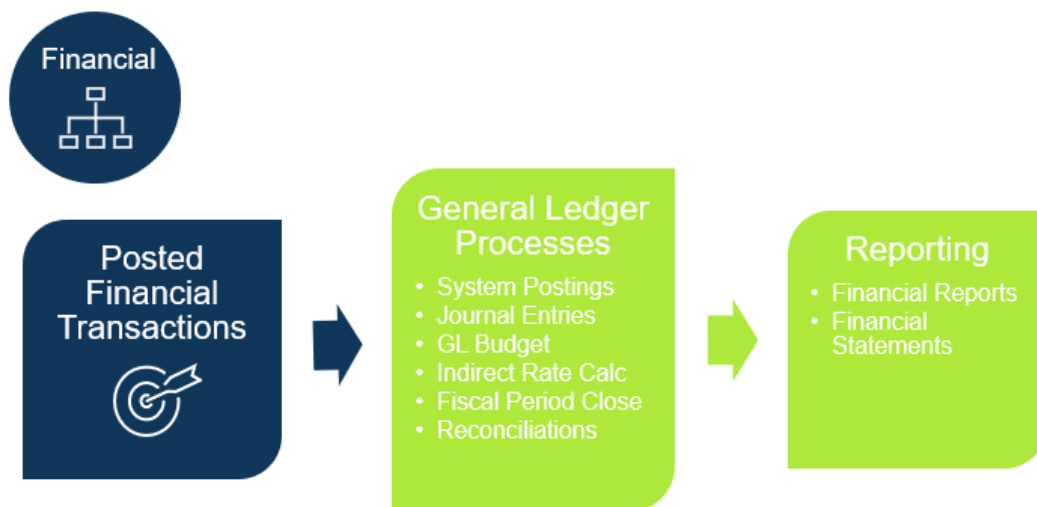 Financial
Posted
Financial
Transactions
General Ledger
Processes
• System Postings
• Journal Entries
• GL Budget
• Indirect Rate Calc
• Fiscal Period Close
• Reconciliations
Reporting
• Financial Reports
• Financial
Statements